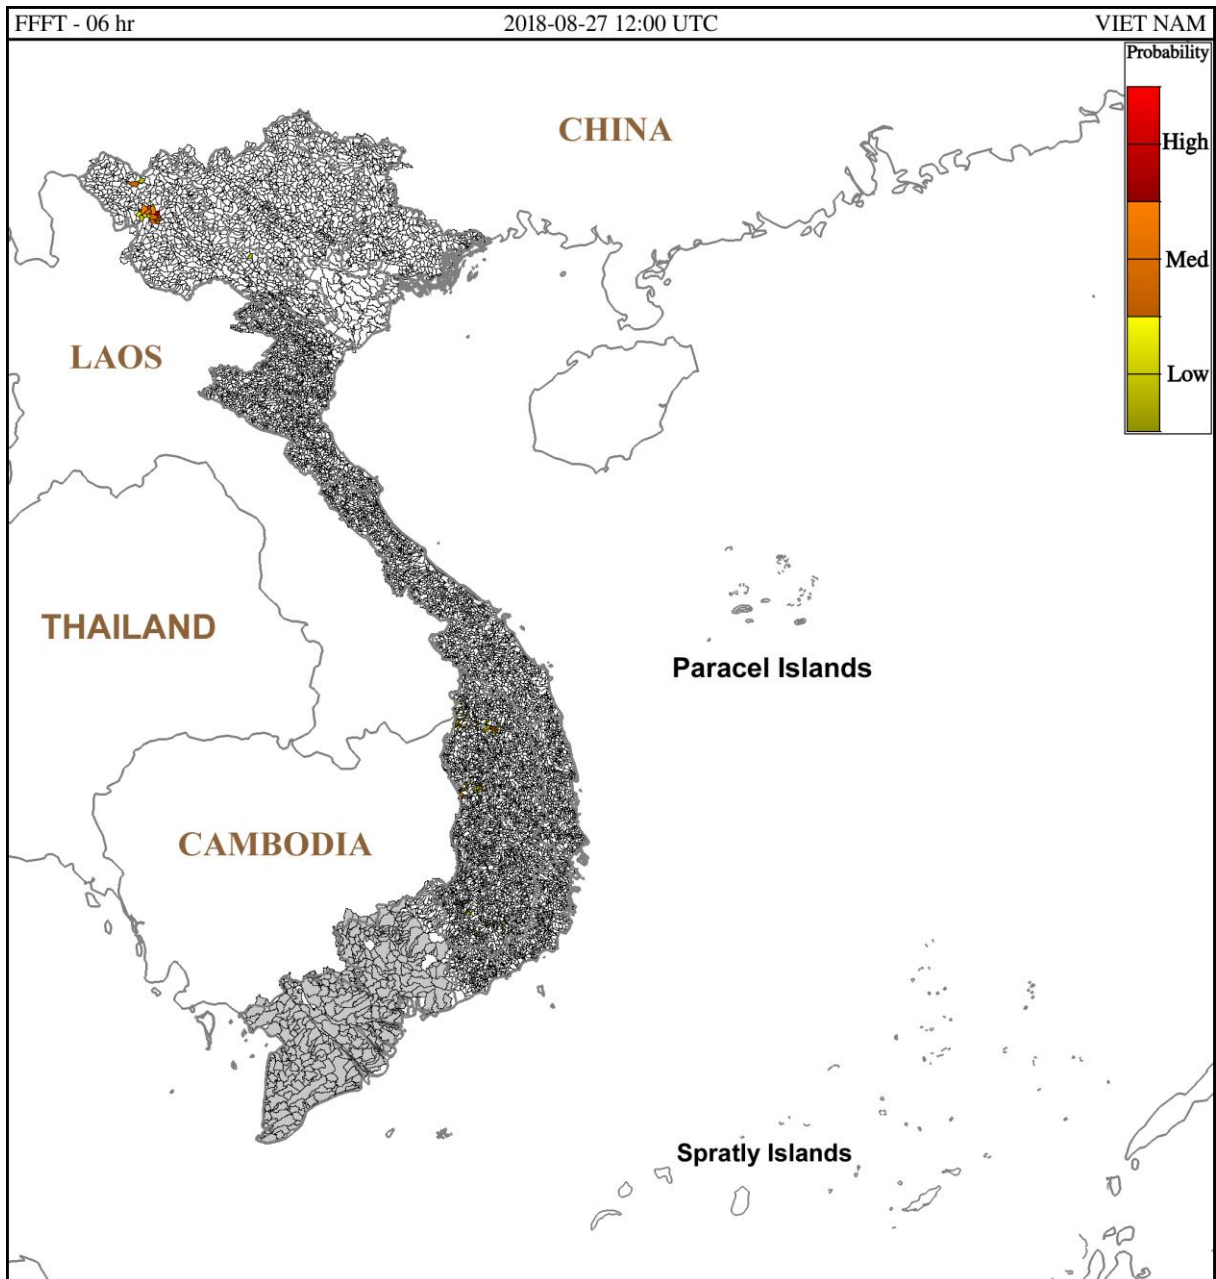 FFFT - 06 hr 2018-08-27 12:00 UTC VIET NAM
Probability
High
Med
Low
CHINA
LAOS
THAILAND
Paracel Islands
CAMBODIA
Spratly Islands